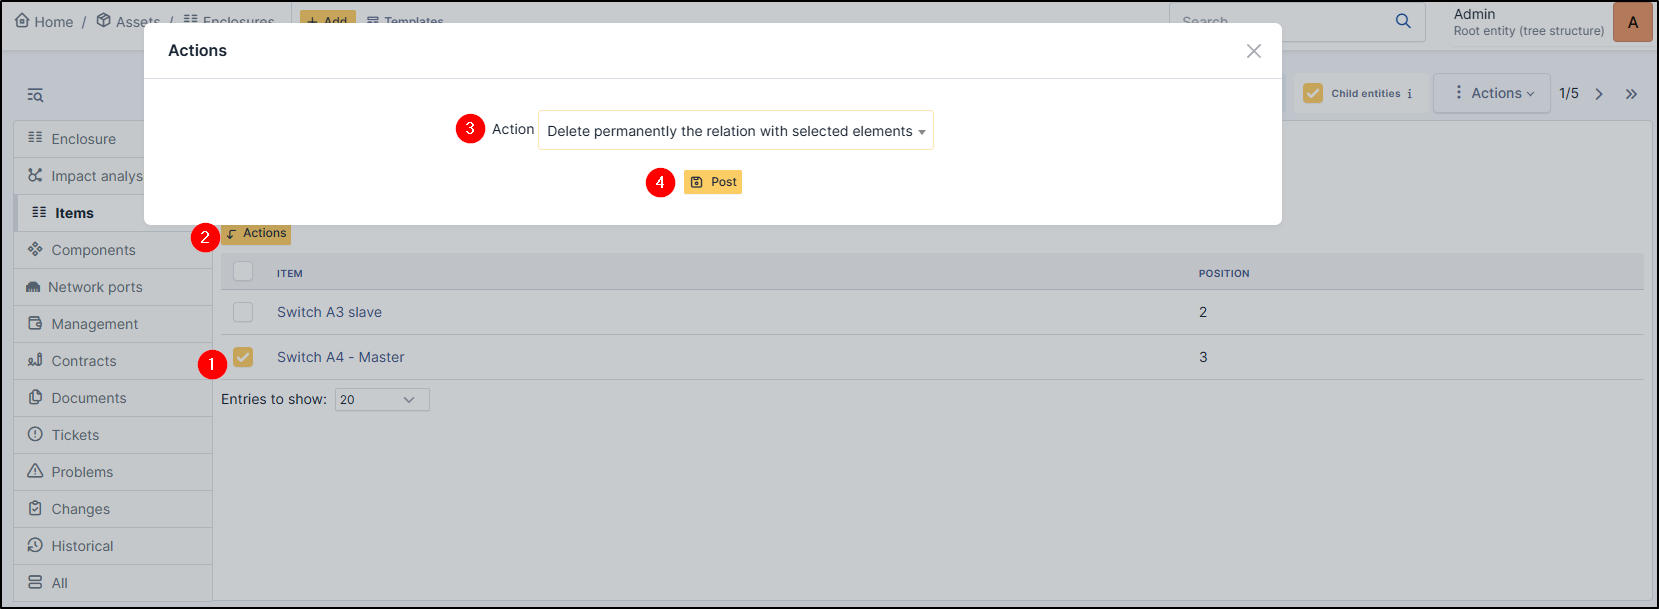 Home / Assets / Enclosures + Add Templates Search
Admin
Root entity (tree structure)
A
Actions
Child entities i
Actions
1/5
3 Action Delete permanently the relation with selected elements
4 Post
Enclosure
Impact analys
Items
Components
Network ports
Management
Contracts
Documents
Tickets
Problems
Changes
Historical
All
2 Actions
ITEM POSITION
Switch A3 slave 2
1 Switch A4 - Master 3
Entries to show: 20